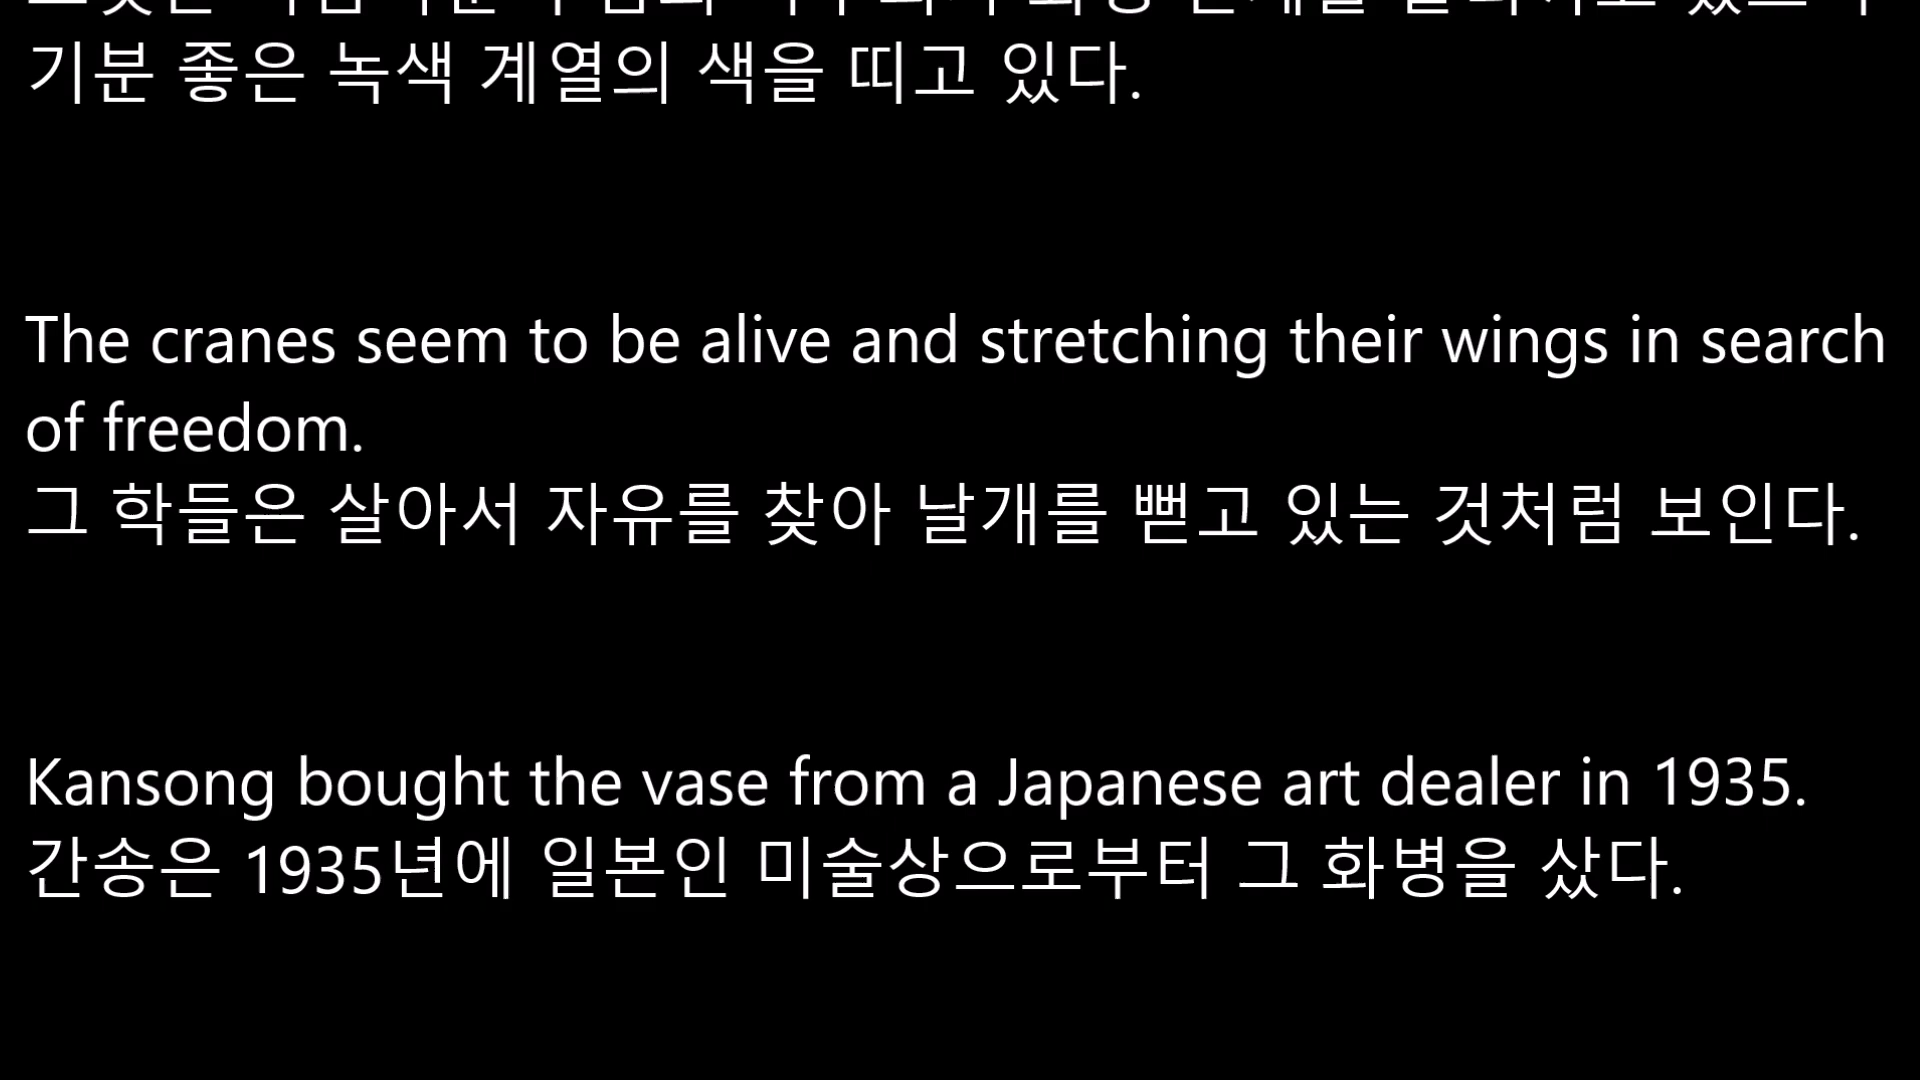 기분 좋은 녹색 계열의 색을 띠고 있다.
The cranes seem to be alive and stretching their wings in search
of freedom.
그 학들은 살아서 자유를 찾아 날개를 뻗고 있는 것처럼 보인다.
Kansong bought the vase from a Japanese art dealer in 1935.
간송은 1935년에 일본인 미술상으로부터 그 화병을 샀다.